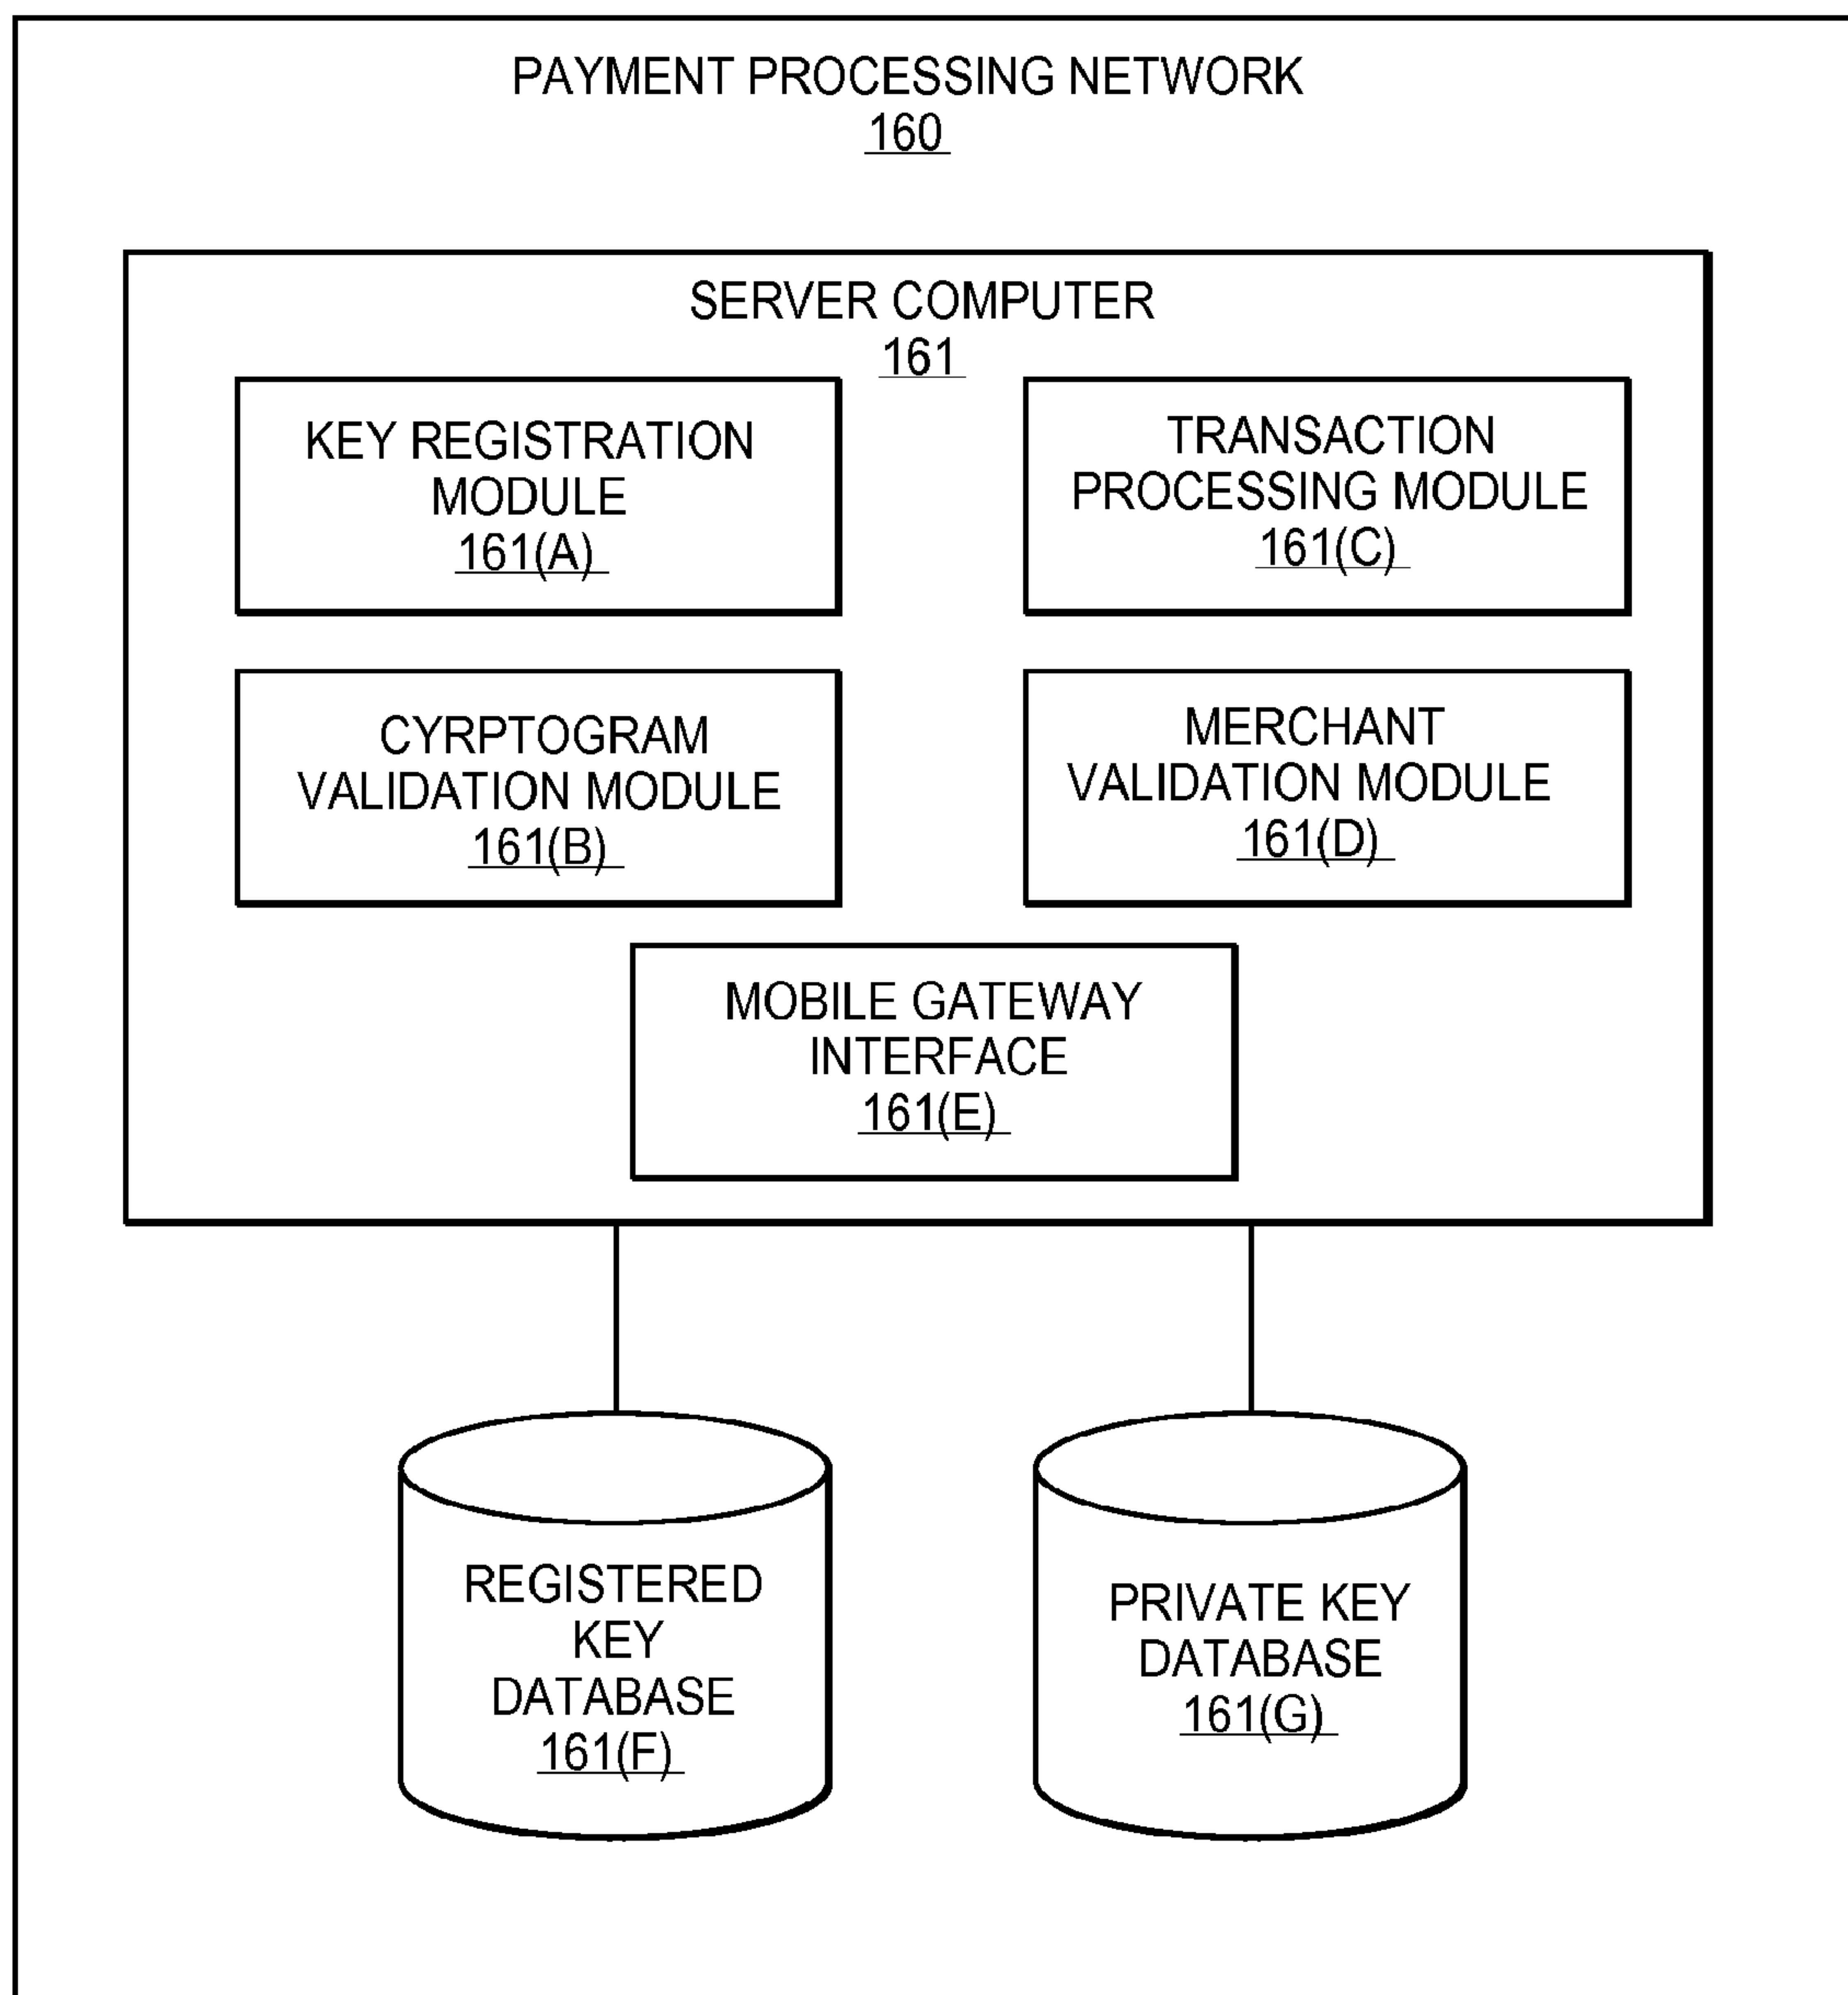 PAYMENT PROCESSING NETWORK
160
SERVER COMPUTER
161
KEY REGISTRATION
MODULE
161(A)
TRANSACTION
PROCESSING MODULE
161(C)
CYRPTOGRAM
VALIDATION MODULE
161(B)
MERCHANT
VALIDATION MODULE
161(D)
MOBILE GATEWAY
INTERFACE
161(E)
REGISTERED
KEY
DATABASE
161(F)
PRIVATE KEY
DATABASE
161(G)